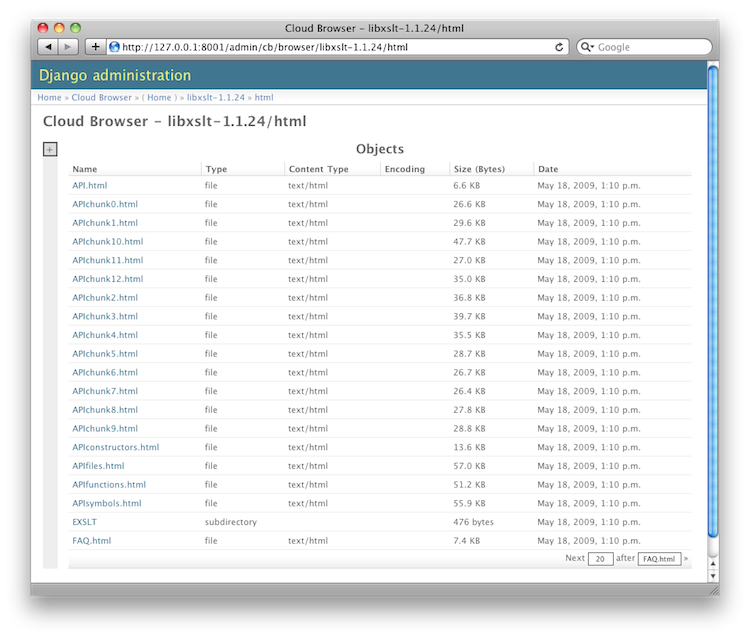 Cloud Browser – libxslt-1.1.24/html
http://127.0.0.1:8001/admin/cb/browser/libxslt-1.1.24/html
Google
Django administration
Home » Cloud Browser » ( Home ) » libxslt-1.1.24 » html
Cloud Browser – libxslt-1.1.24/html
+
Objects
Name Type Content Type Encoding Size (Bytes) Date
API.html file text/html 6.6 KB May 18, 2009, 1:10 p.m.
APIchunk0.html file text/html 26.6 KB May 18, 2009, 1:10 p.m.
APIchunk1.html file text/html 29.6 KB May 18, 2009, 1:10 p.m.
APIchunk10.html file text/html 47.7 KB May 18, 2009, 1:10 p.m.
APIchunk11.html file text/html 27.0 KB May 18, 2009, 1:10 p.m.
APIchunk12.html file text/html 35.0 KB May 18, 2009, 1:10 p.m.
APIchunk2.html file text/html 36.8 KB May 18, 2009, 1:10 p.m.
APIchunk3.html file text/html 39.7 KB May 18, 2009, 1:10 p.m.
APIchunk4.html file text/html 35.5 KB May 18, 2009, 1:10 p.m.
APIchunk5.html file text/html 28.7 KB May 18, 2009, 1:10 p.m.
APIchunk6.html file text/html 26.7 KB May 18, 2009, 1:10 p.m.
APIchunk7.html file text/html 26.4 KB May 18, 2009, 1:10 p.m.
APIchunk8.html file text/html 27.8 KB May 18, 2009, 1:10 p.m.
APIchunk9.html file text/html 28.8 KB May 18, 2009, 1:10 p.m.
APIconstructors.html file text/html 13.6 KB May 18, 2009, 1:10 p.m.
APIfiles.html file text/html 57.0 KB May 18, 2009, 1:10 p.m.
APIfunctions.html file text/html 51.2 KB May 18, 2009, 1:10 p.m.
APIsymbols.html file text/html 55.9 KB May 18, 2009, 1:10 p.m.
EXSLT subdirectory 476 bytes May 18, 2009, 1:10 p.m.
FAQ.html file text/html 7.4 KB May 18, 2009, 1:10 p.m.
Next 20 after FAQ.html »